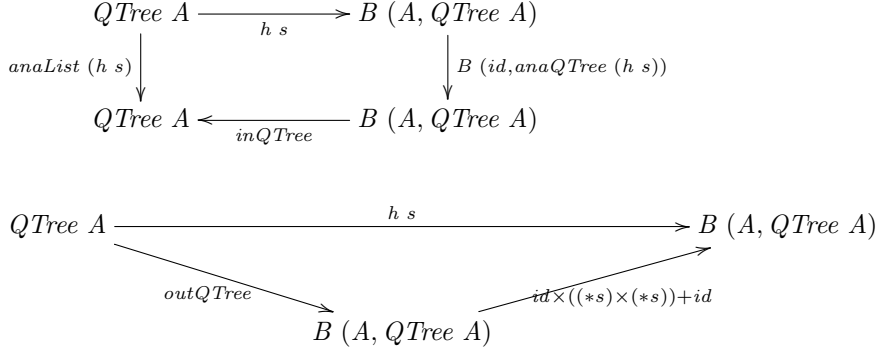 QTree A
h s
B (A, QTree A)
anaList (h s)
B (id,anaQTree (h s))
QTree A
inQTree
B (A, QTree A)
QTree A
h s
B (A, QTree A)
outQTree
id×((*s)×(*s))+id
B (A, QTree A)